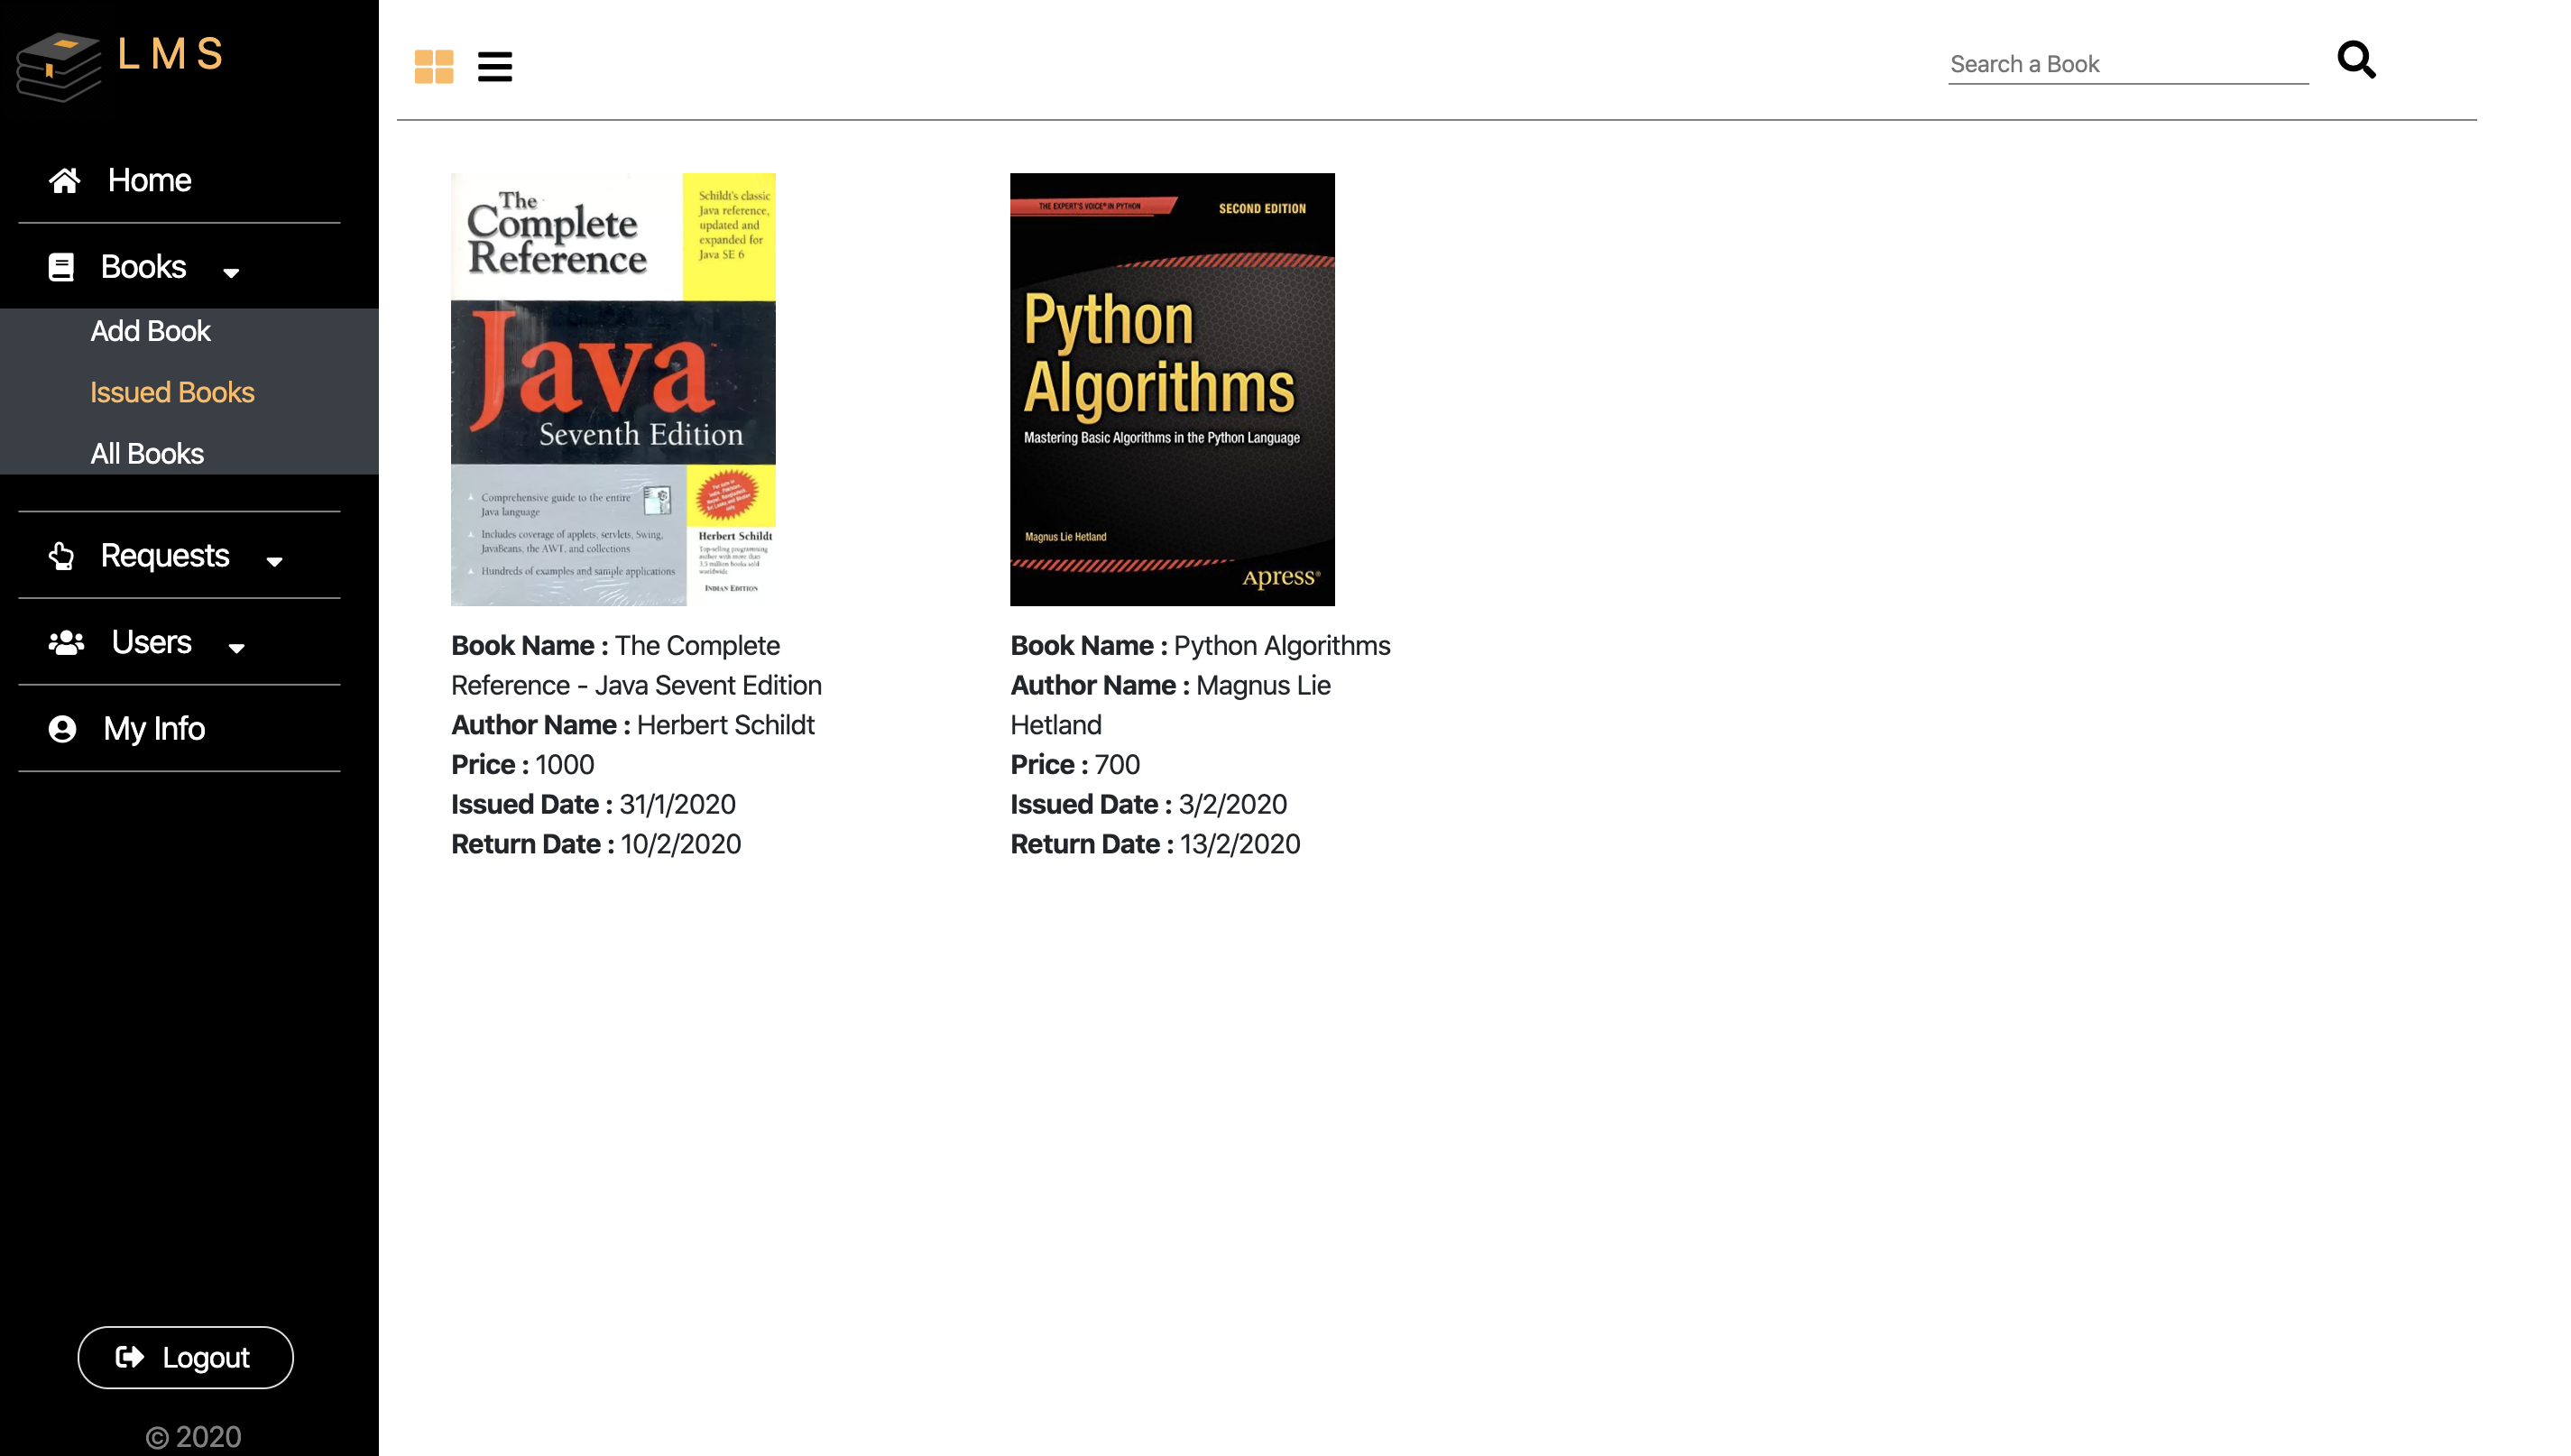 LMS
Search a Book
Home
Books
Add Book
Issued Books
All Books
Requests
Users
My Info
Logout
© 2020
The
Complete
Reference
Schildt's classic
Java reference,
updated and
expanded for
Java SE 6
Java
Seventh Edition
Comprehensive guide to the entire
Java language
Includes coverage of applets, servlets, Swing,
JavaBeans, the AWT, and collections
Hundreds of examples and sample applications
Herbert Schildt
Top-selling programming
author with more than
3.5 million books sold
worldwide
INDIAN EDITION
Book Name : The Complete
Reference - Java Sevent Edition
Author Name : Herbert Schildt
Price : 1000
Issued Date : 31/1/2020
Return Date : 10/2/2020
THE EXPERT'S VOICE® IN PYTHON
SECOND EDITION
Python
Algorithms
Mastering Basic Algorithms in the Python Language
Magnus Lie Hetland
Apress®
Book Name : Python Algorithms
Author Name : Magnus Lie
Hetland
Price : 700
Issued Date : 3/2/2020
Return Date : 13/2/2020